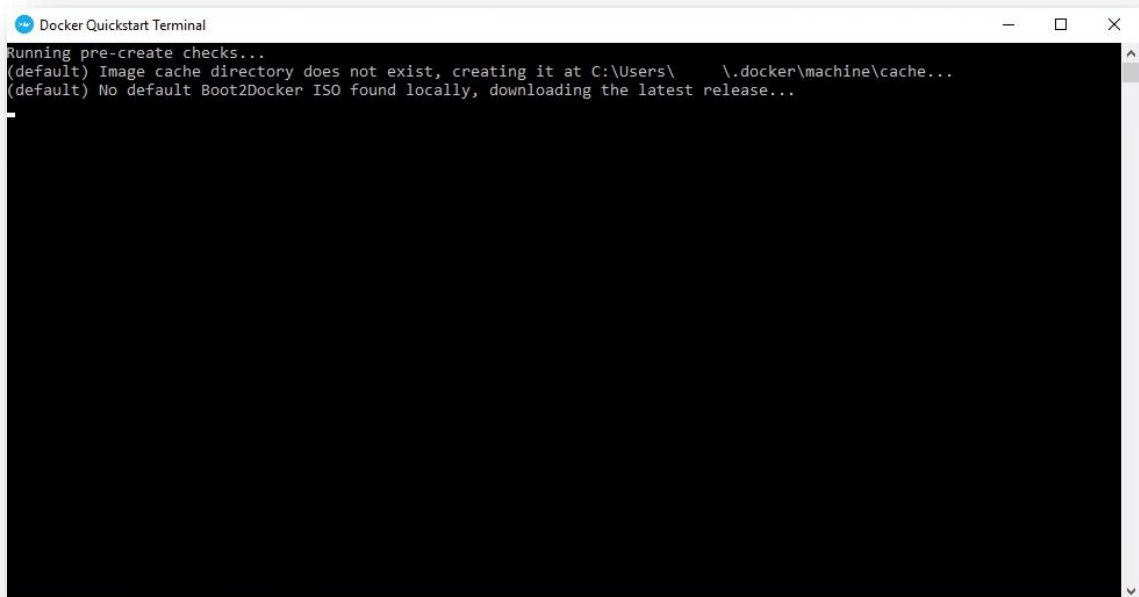 Docker Quickstart Terminal
Running pre-create checks...
(default) Image cache directory does not exist, creating it at C:\Users\     \.docker\machine\cache...
(default) No default Boot2Docker ISO found locally, downloading the latest release...